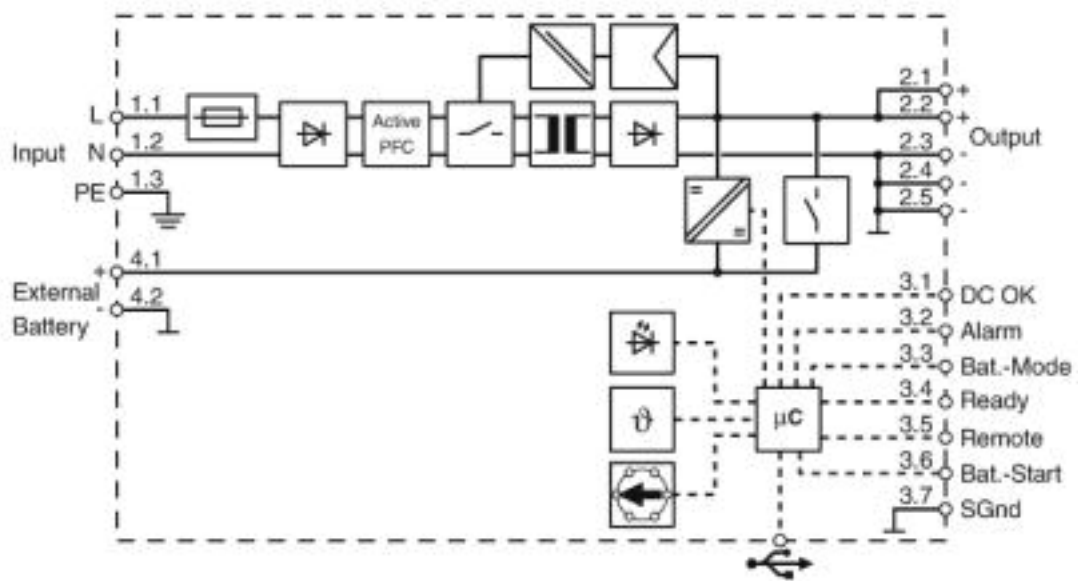 L 1.1
Input N 1.2
PE 1.3
Active
PFC
2.1 +
2.2 +
Output
2.3 -
2.4 -
2.5 -
+ 4.1
External
Battery
- 4.2
=
=
3.1 DC OK
3.2 Alarm
3.3 Bat.-Mode
3.4 Ready
3.5 Remote
3.6 Bat.-Start
3.7 SGnd
ϑ
µC